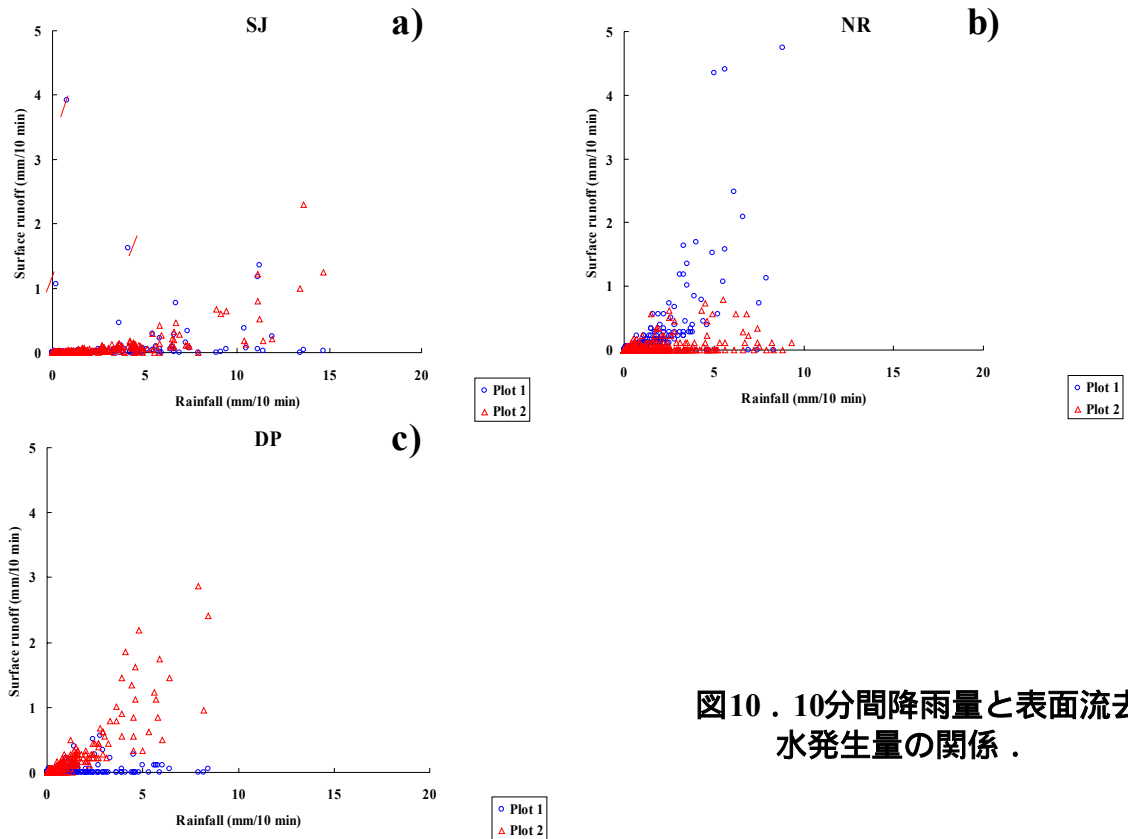 SJ
a)
Surface runoff (mm/10 min)
5
4
3
2
1
0
0 5 10 15 20
Rainfall (mm/10 min)
Plot 1
Plot 2
NR
b)
Surface runoff (mm/10 min)
5
4
3
2
1
0
0 5 10 15 20
Rainfall (mm/10 min)
Plot 1
Plot 2
DP
c)
Surface runoff (mm/10 min)
5
4
3
2
1
0
0 5 10 15 20
Rainfall (mm/10 min)
Plot 1
Plot 2
図10．10分間降雨量と表面流去
水発生量の関係．